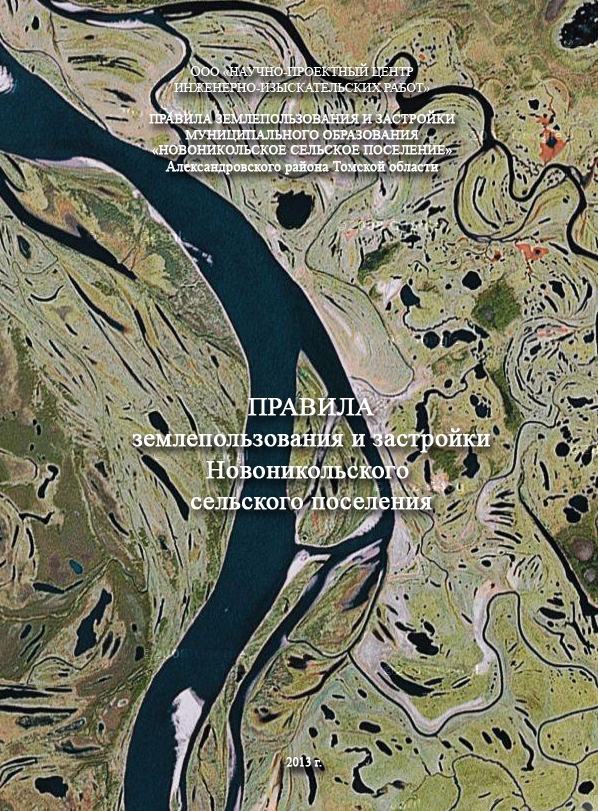 ООО «НАУЧНО-ПРОЕКТНЫЙ ЦЕНТР
ИНЖЕНЕРНО-ИЗЫСКАТЕЛЬСКИХ РАБОТ»
ПРАВИЛА ЗЕМЛЕПОЛЬЗОВАНИЯ И ЗАСТРОЙКИ
МУНИЦИПАЛЬНОГО ОБРАЗОВАНИЯ
«НОВОНИКОЛЬСКОЕ СЕЛЬСКОЕ ПОСЕЛЕНИЕ»
Александровского района Томской области
ПРАВИЛА
землепользования и застройки
Новоникольского
сельского поселения
2013 г.